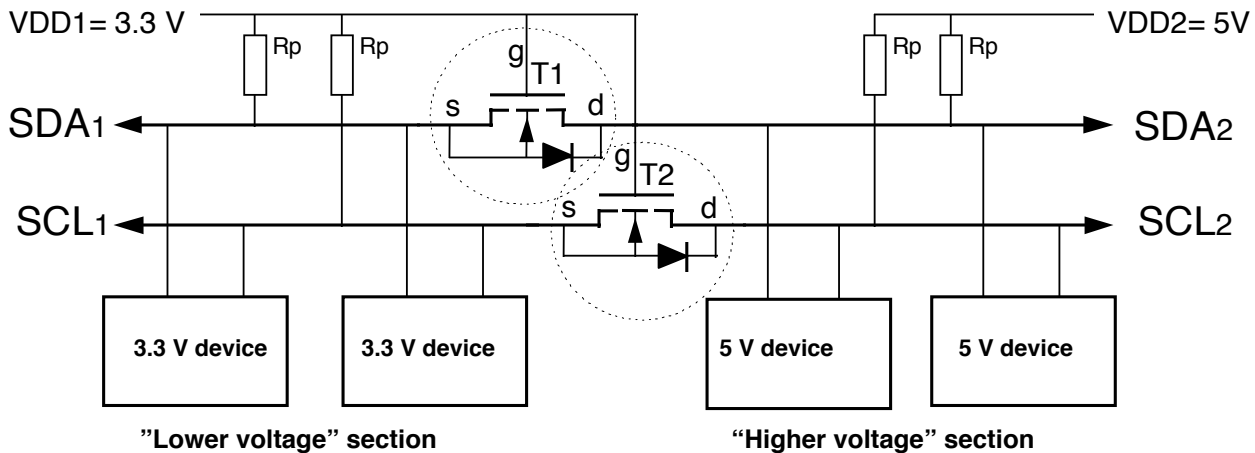 VDD1= 3.3 V
VDD2= 5V
Rp Rp Rp Rp
g
T1
s d
SDA1 SDA2
g
T2
s d
SCL1 SCL2
3.3 V device 3.3 V device 5 V device 5 V device
”Lower voltage” section “Higher voltage” section